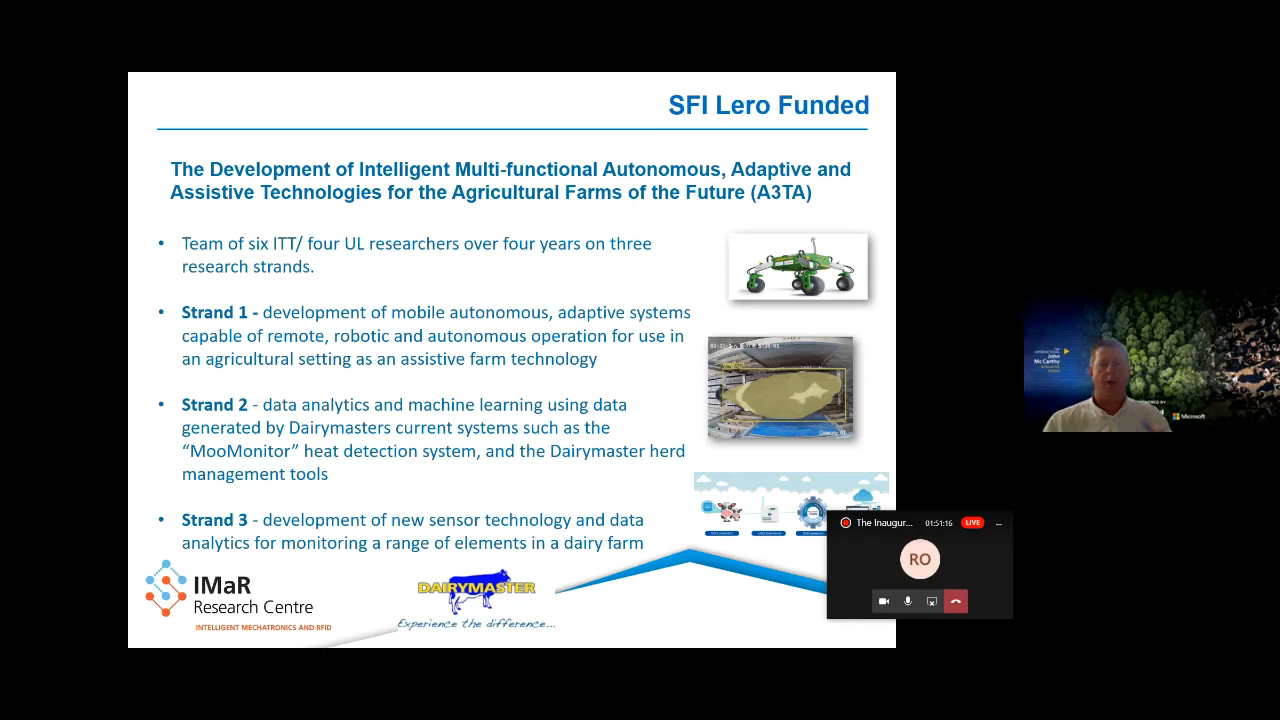 SFI Lero Funded
The Development of Intelligent Multi-functional Autonomous, Adaptive and
Assistive Technologies for the Agricultural Farms of the Future (A3TA)
• Team of six ITT/ four UL researchers over four years on three
research strands.
• Strand 1 - development of mobile autonomous, adaptive systems
capable of remote, robotic and autonomous operation for use in
an agricultural setting as an assistive farm technology
• Strand 2 - data analytics and machine learning using data
generated by Dairymasters current systems such as the
“MooMonitor” heat detection system, and the Dairymaster herd
management tools
• Strand 3 - development of new sensor technology and data
analytics for monitoring a range of elements in a dairy farm
IMaR
Research Centre
INTELLIGENT MECHATRONICS AND RFID
DAIRYMASTER
Experience the difference...
The Inaugur...
01:51:16
LIVE
RO
THE
INTERNATIONAL
John
McCarthy
Microsoft